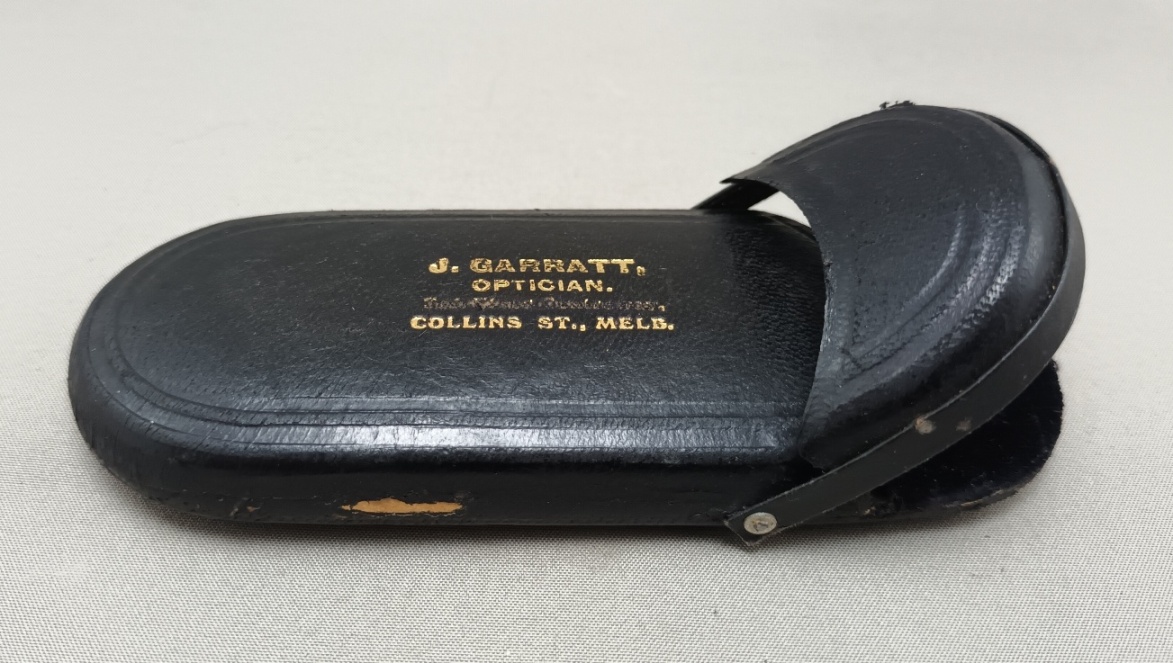 J. GARRATT,
OPTICIAN.
COLLINS ST., MELB.